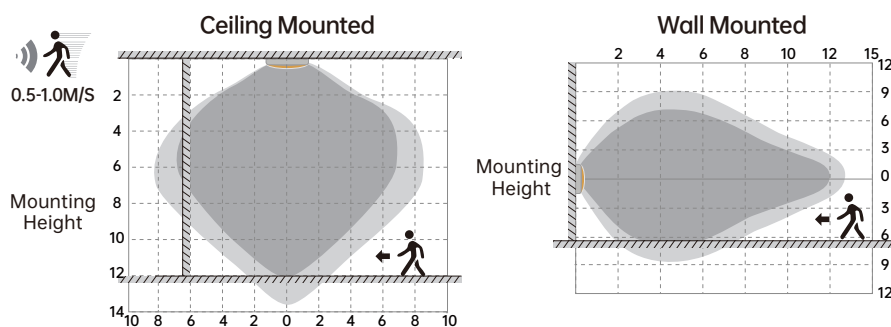 Ceiling Mounted
0.5-1.0M/S
2
4
6
8
10
12
14
Mounting
Height
10 8 6 4 2 0 2 4 6 8 10
Wall Mounted
2 4 6 8 10 12 15
12
9
6
3
0
3
6
9
12
Mounting
Height